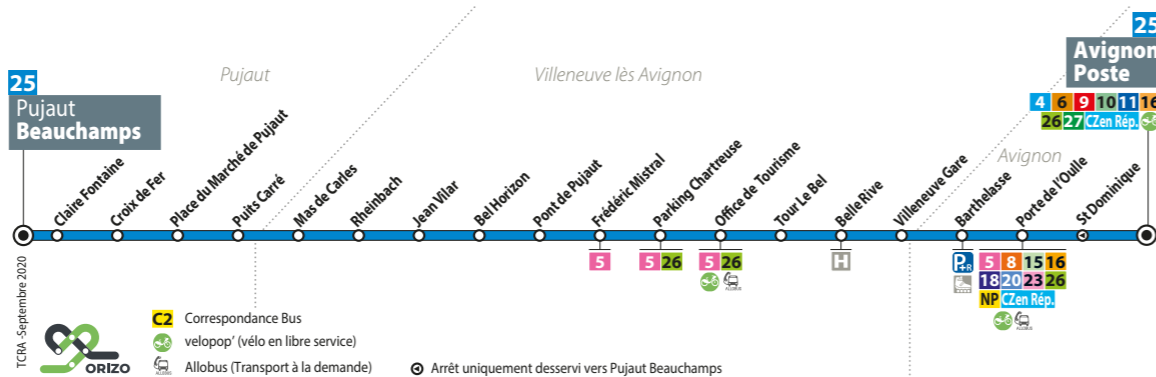 25
Pujaut
Beauchamps
Pujaut
Villeneuve lès Avignon
Avignon
25
Avignon
Poste
4 6 9 10 11 16
26 27 CZen Rép.
Claire Fontaine
Croix de Fer
Place du Marché de Pujaut
Puits Carré
Mas de Carles
Rheinbach
Jean Vilar
Bel Horizon
Pont de Pujaut
Frédéric Mistral
Parking Chartreuse
Office de Tourisme
Tour Le Bel
Belle Rive
Villeneuve Gare
Barthelasse
Porte de l'Oulle
St Dominique
5
5 26
5 26
ALLOBUS
H
P+R
5 8 15 16
18 20 23 26
NP CZen Rép.
ALLOBUS
TCRA -Septembre 2020
ORIZO
C2 Correspondance Bus
velopop' (vélo en libre service)
ALLOBUS Allobus (Transport à la demande)
Arrêt uniquement desservi vers Pujaut Beauchamps